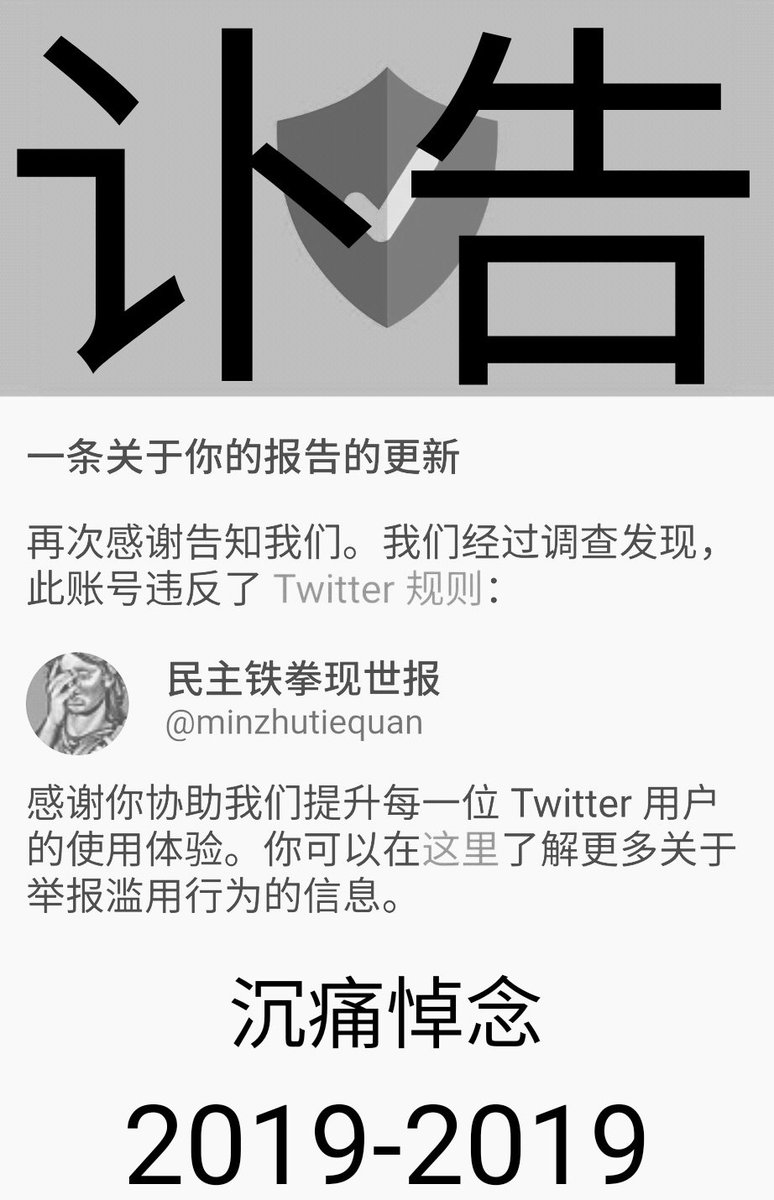 讣告
一条关于你的报告的更新
再次感谢告知我们。我们经过调查发现，
此账号违反了 Twitter 规则：
民主铁拳现世报
@minzhutiequan
感谢你协助我们提升每一位 Twitter 用户
的使用体验。你可以在这里了解更多关于
举报滥用行为的信息。
沉痛悼念
2019-2019